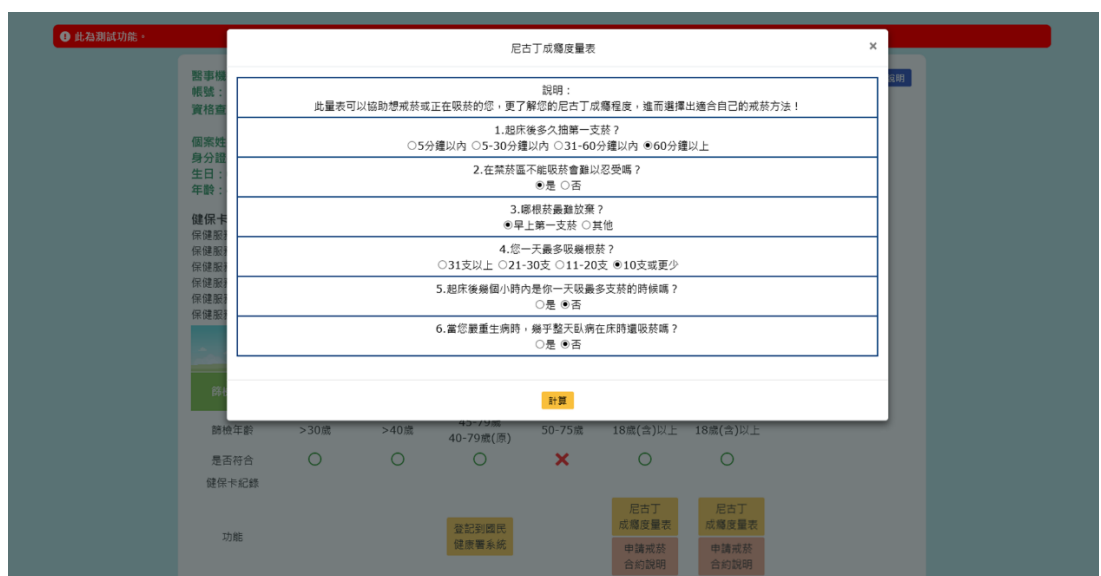 此為測試功能。
尼古丁成癮度量表
×
說明：
此量表可以協助想戒菸或正在吸菸的您，更了解您的尼古丁成癮程度，進而選擇出適合自己的戒菸方法！
1.起床後多久抽第一支菸？
○5分鐘以內 ○5-30分鐘以內 ○31-60分鐘以內 ◉60分鐘以上
2.在禁菸區不能吸菸會難以忍受嗎？
◉是 ○否
3.哪根菸最難放棄？
◉早上第一支菸 ○其他
4.您一天最多吸幾根菸？
○31支以上 ○21-30支 ○11-20支 ◉10支或更少
5.起床後幾個小時內是你一天吸最多支菸的時候嗎？
○是 ◉否
6.當您嚴重生病時，幾乎整天臥病在床時還吸菸嗎？
○是 ◉否
計算
醫事機
帳號：
資格查
個案姓
身分證
生日：
年齡：
健保卡
保健服
保健服
保健服
保健服
保健服
保健服
說明
篩檢年齡 >30歲 >40歲 45-79歲 40-79歲(原) 50-75歲 18歲(含)以上 18歲(含)以上
是否符合
健保卡紀錄
功能
登記到國民
健康署系統
尼古丁
成癮度量表
申請戒菸
合約說明
尼古丁
成癮度量表
申請戒菸
合約說明